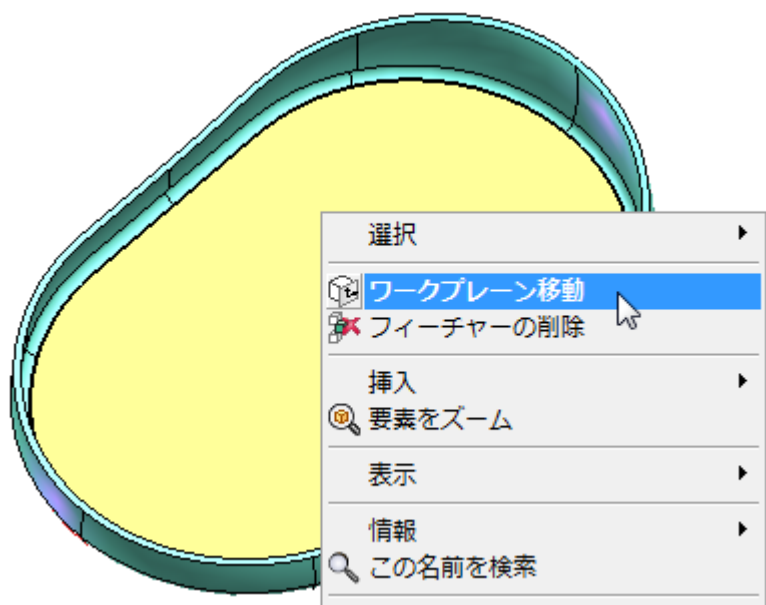 選択
ワークプレーン移動
フィーチャーの削除
挿入
要素をズーム
表示
情報
この名前を検索